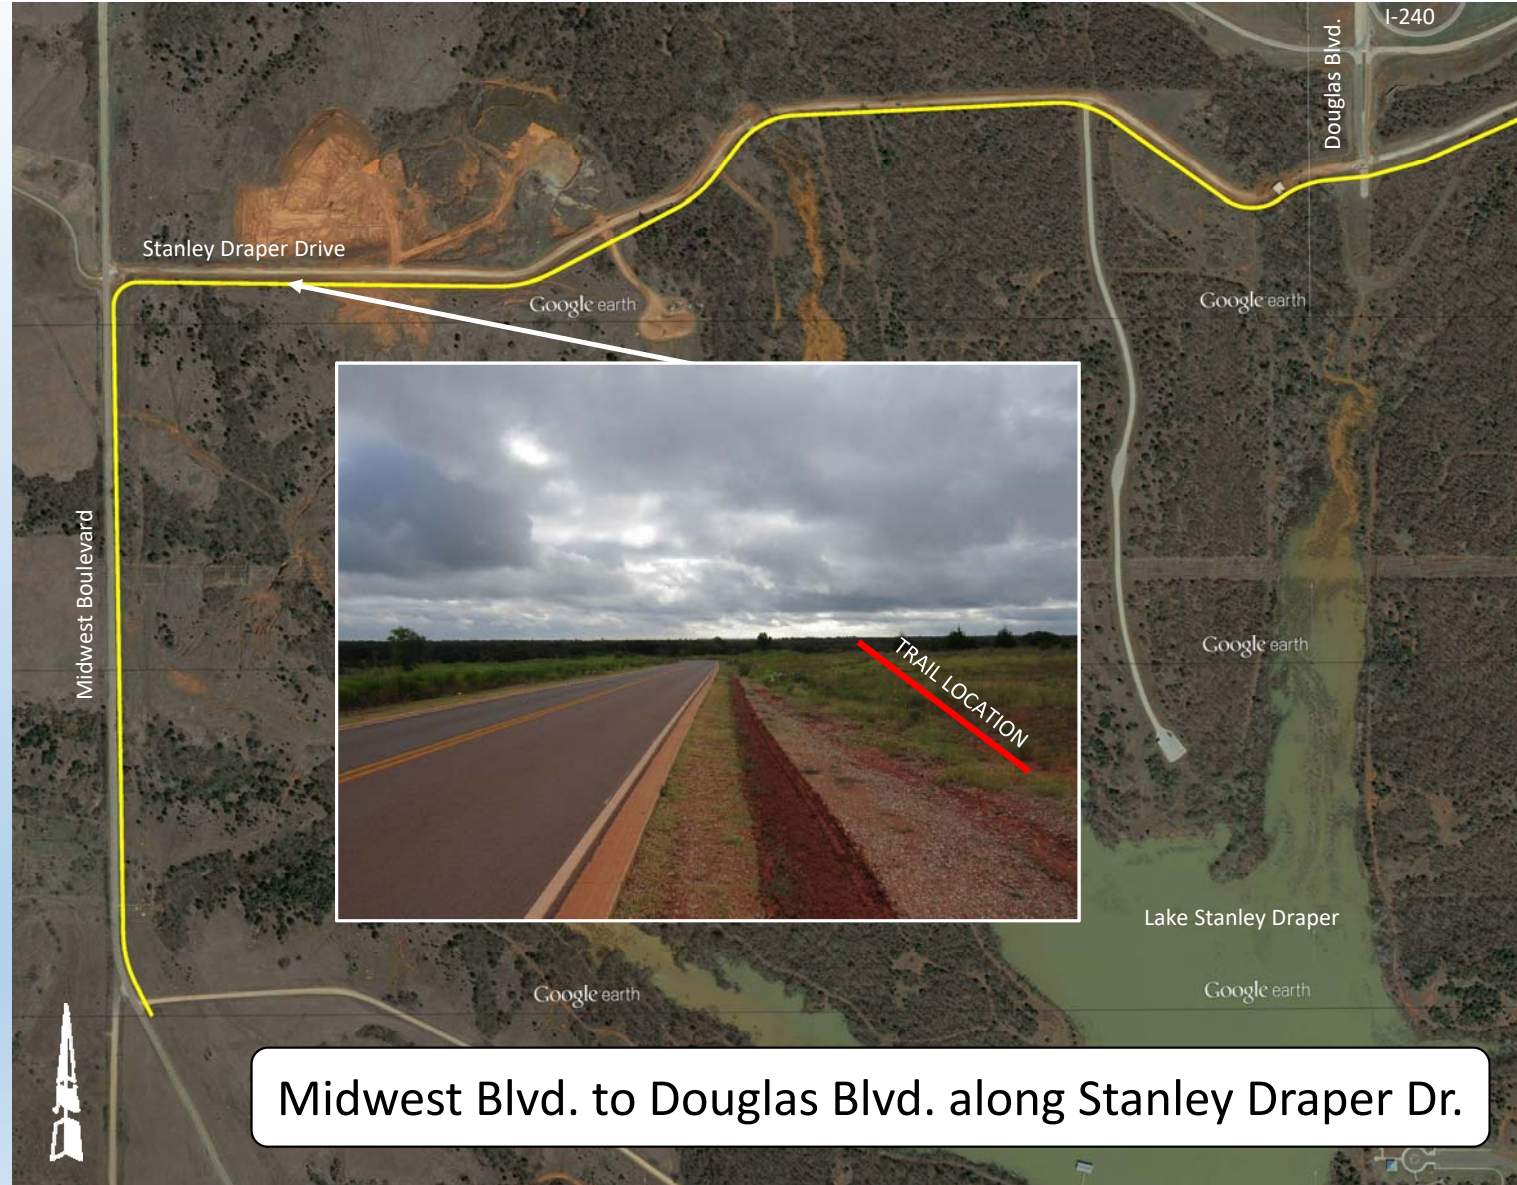 I-240
Douglas Blvd.
Stanley Draper Drive
Google earth
Google earth
Midwest Boulevard
TRAIL LOCATION
Google earth
Lake Stanley Draper
Google earth
Google earth
Midwest Blvd. to Douglas Blvd. along Stanley Draper Dr.